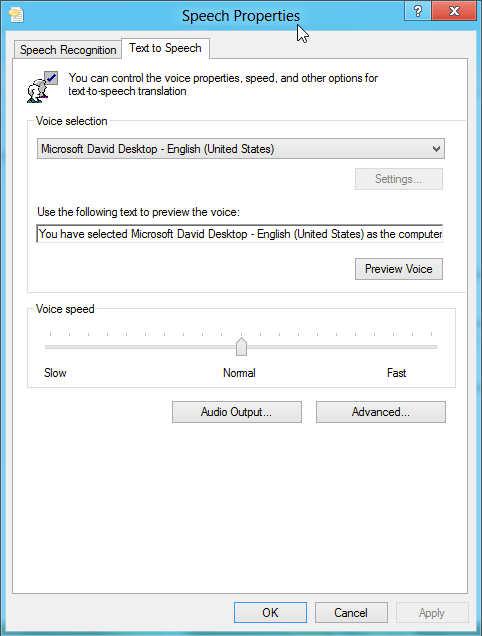 Speech Properties
?
Speech Recognition
Text to Speech
You can control the voice properties, speed, and other options for
text-to-speech translation
Voice selection
Microsoft David Desktop - English (United States)
Settings...
Use the following text to preview the voice:
You have selected Microsoft David Desktop - English (United States) as the computer
Preview Voice
Voice speed
Slow Normal Fast
Audio Output... Advanced...
OK Cancel Apply